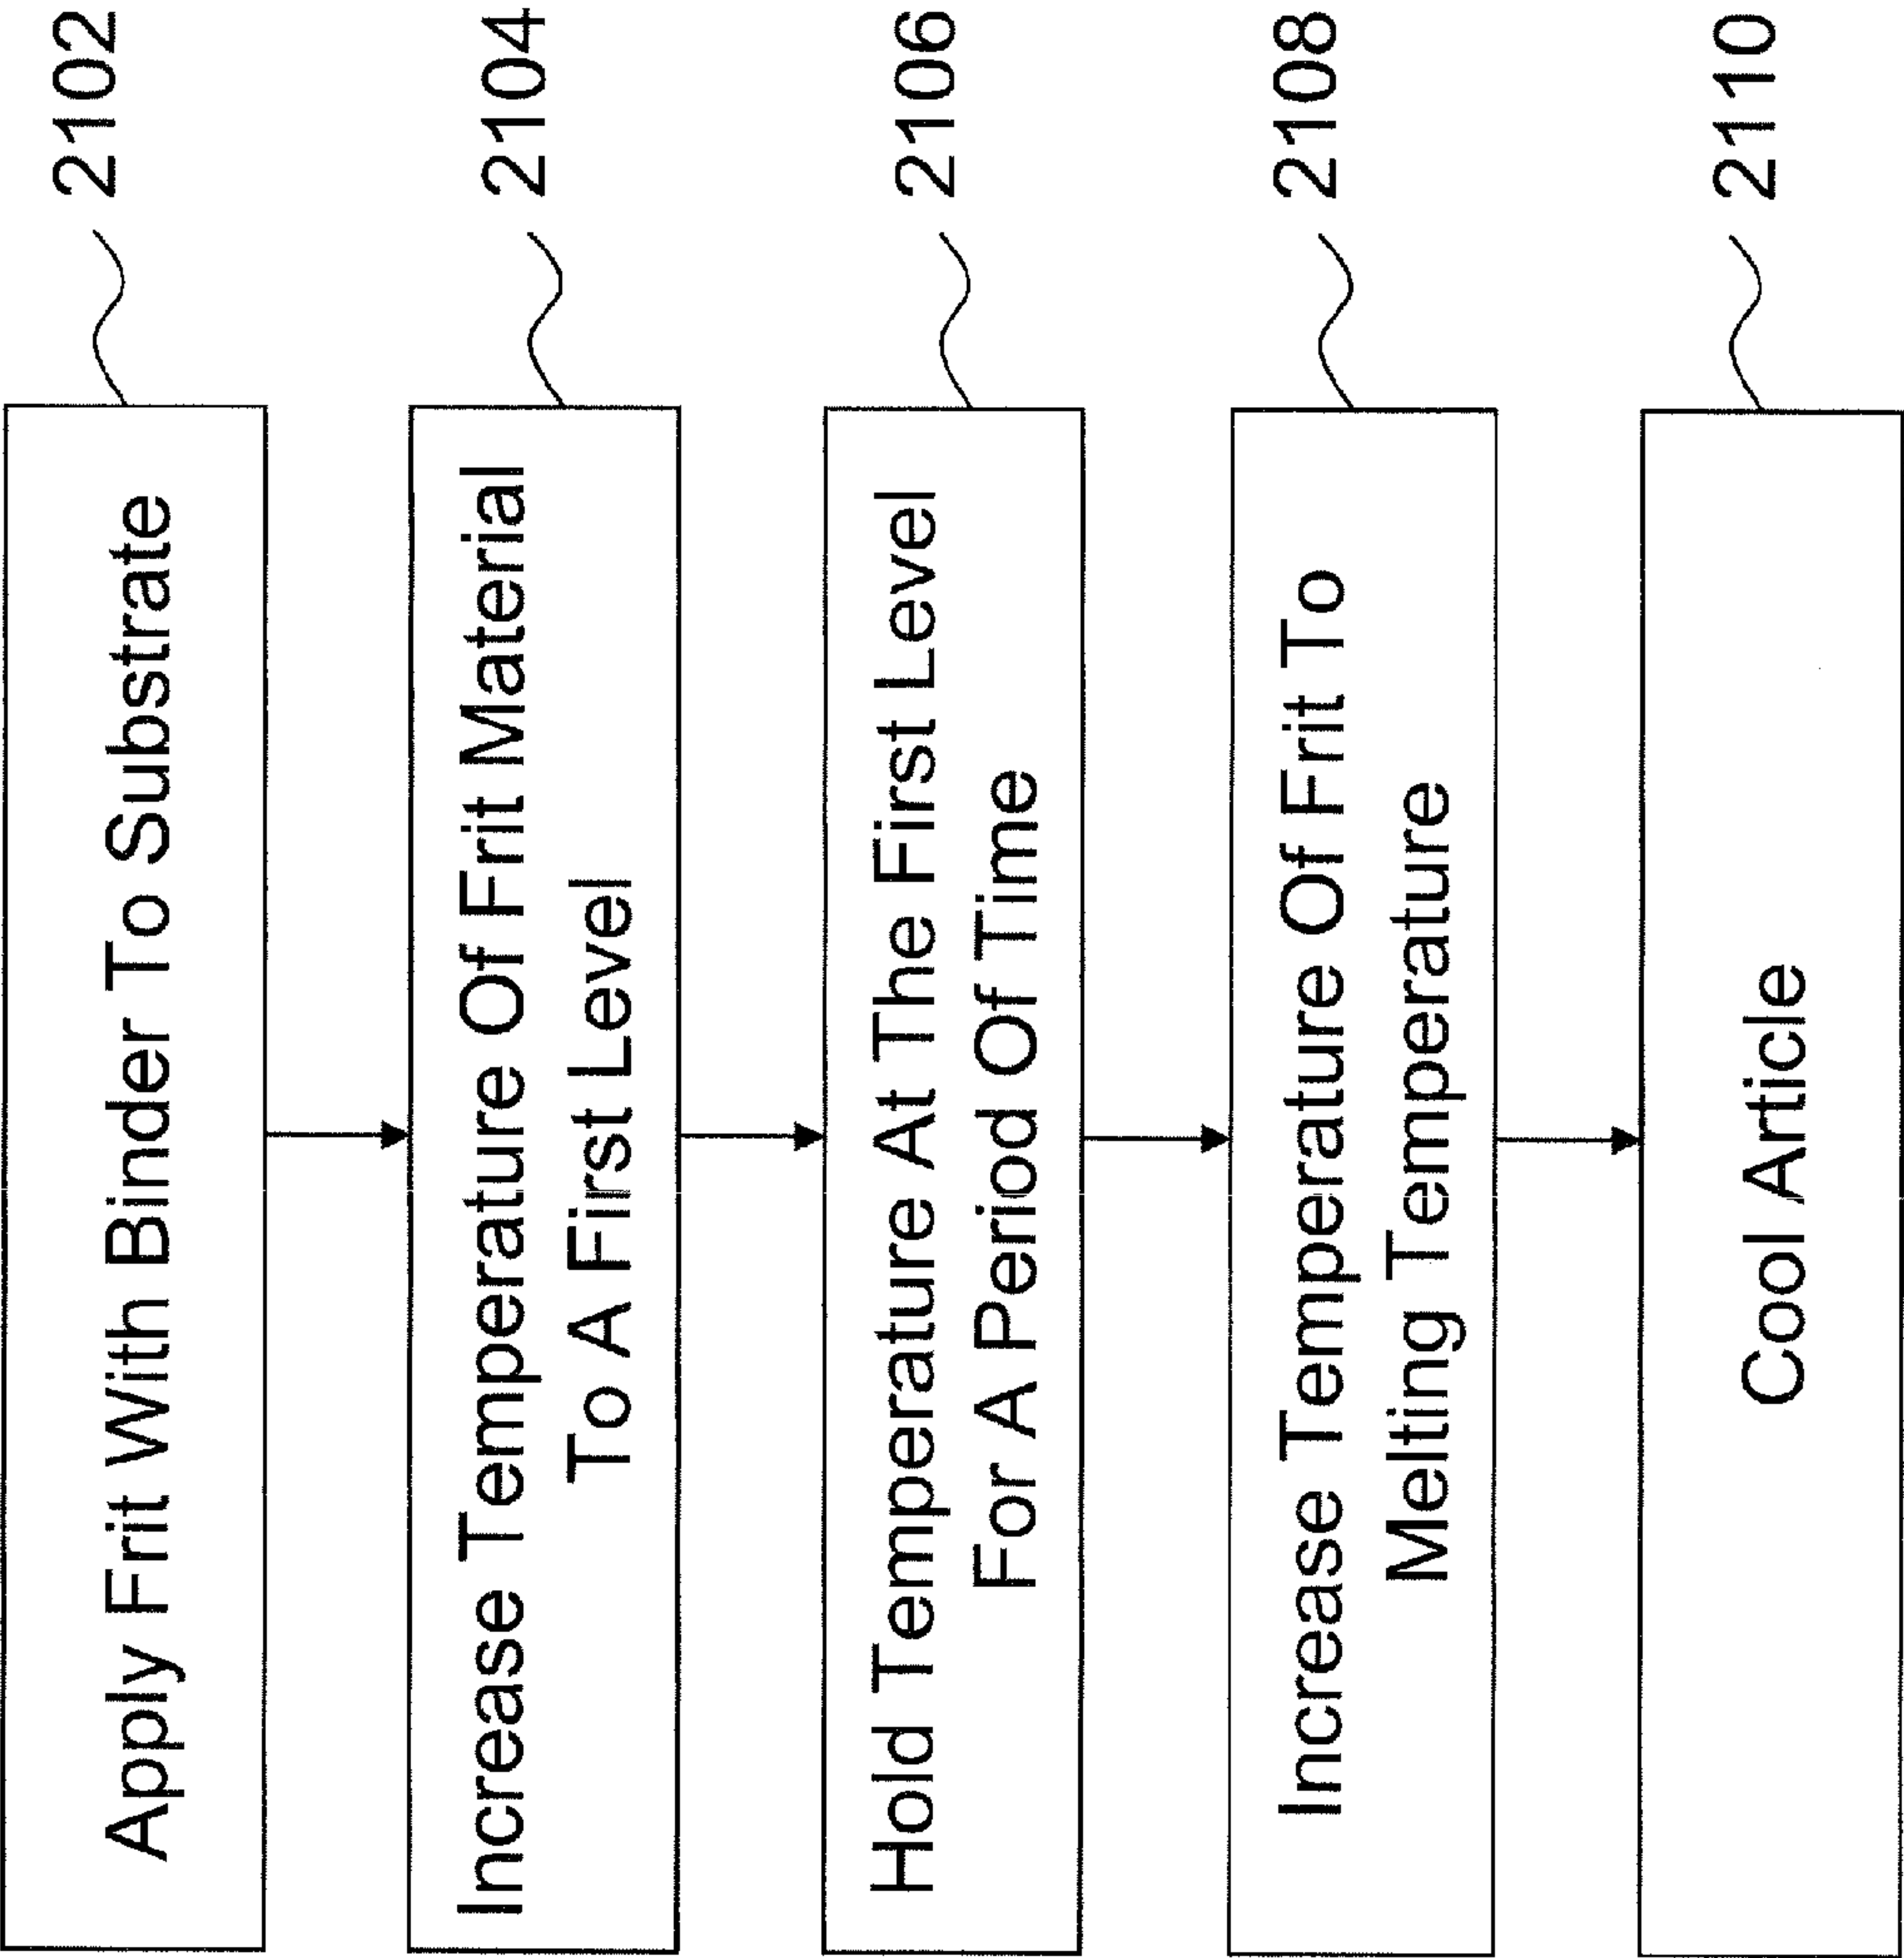 Apply Frit With Binder To Substrate
2102
Increase Temperature Of Frit Material
To A First Level
2104
Hold Temperature At The First Level
For A Period Of Time
2106
Increase Temperature Of Frit To
Melting Temperature
2108
Cool Article
2110